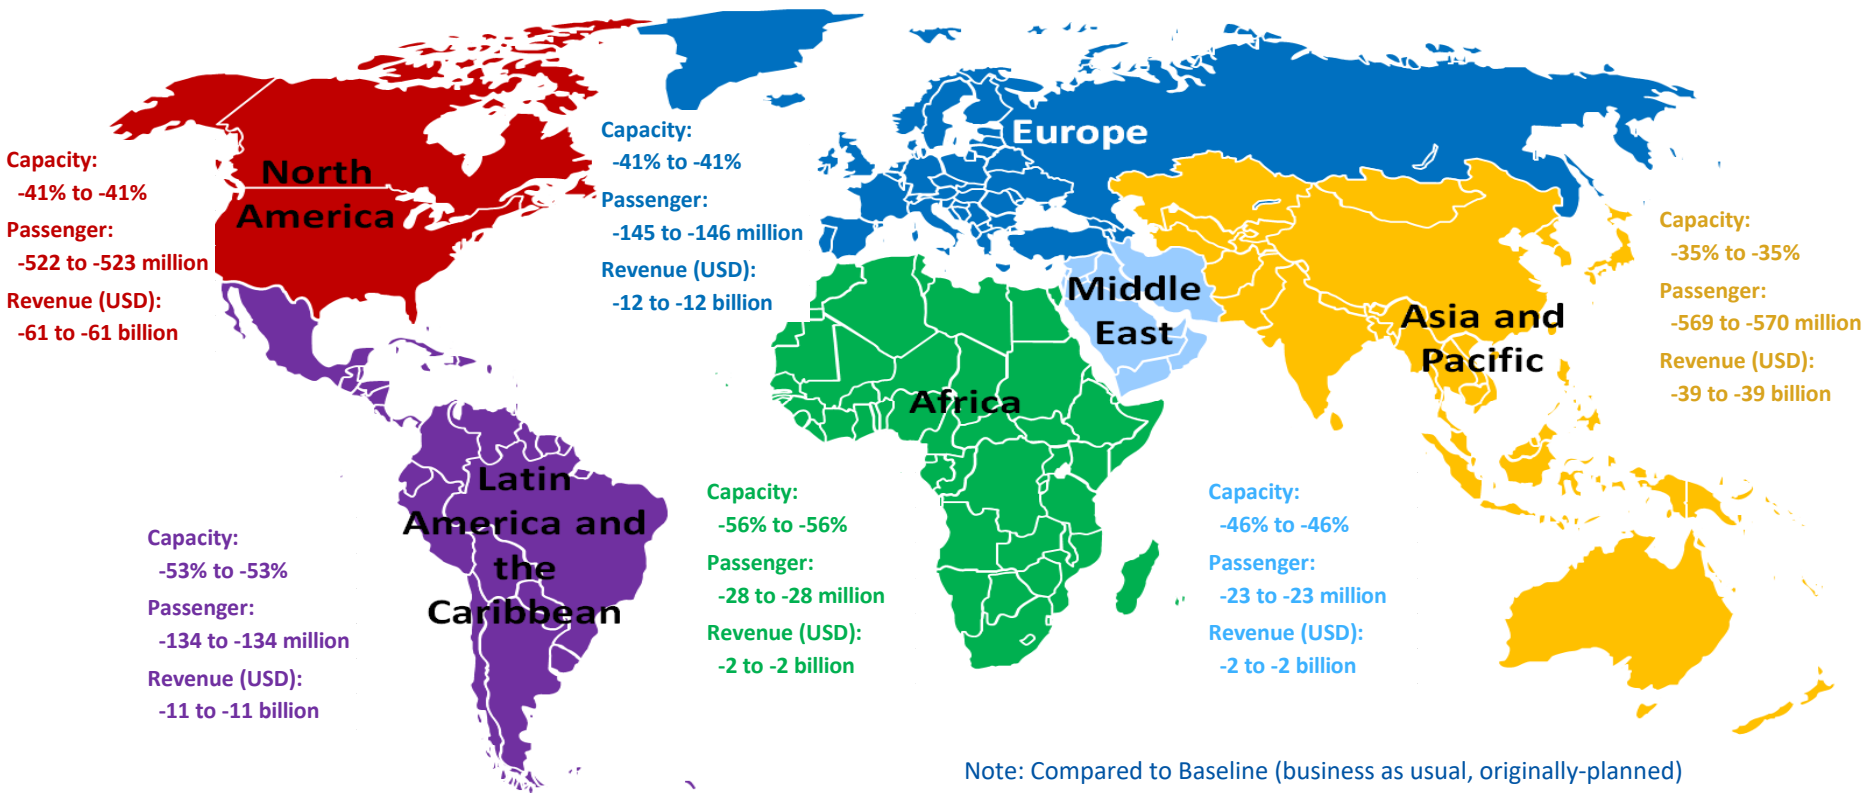 North
America
Capacity:
-41% to -41%
Passenger:
-522 to -523 million
Revenue (USD):
-61 to -61 billion
Capacity:
-41% to -41%
Passenger:
-145 to -146 million
Revenue (USD):
-12 to -12 billion
Europe
Middle
East
Asia and
Pacific
Capacity:
-35% to -35%
Passenger:
-569 to -570 million
Revenue (USD):
-39 to -39 billion
Africa
Latin
America and
the
Caribbean
Capacity:
-53% to -53%
Passenger:
-134 to -134 million
Revenue (USD):
-11 to -11 billion
Capacity:
-56% to -56%
Passenger:
-28 to -28 million
Revenue (USD):
-2 to -2 billion
Capacity:
-46% to -46%
Passenger:
-23 to -23 million
Revenue (USD):
-2 to -2 billion
Note: Compared to Baseline (business as usual, originally-planned)